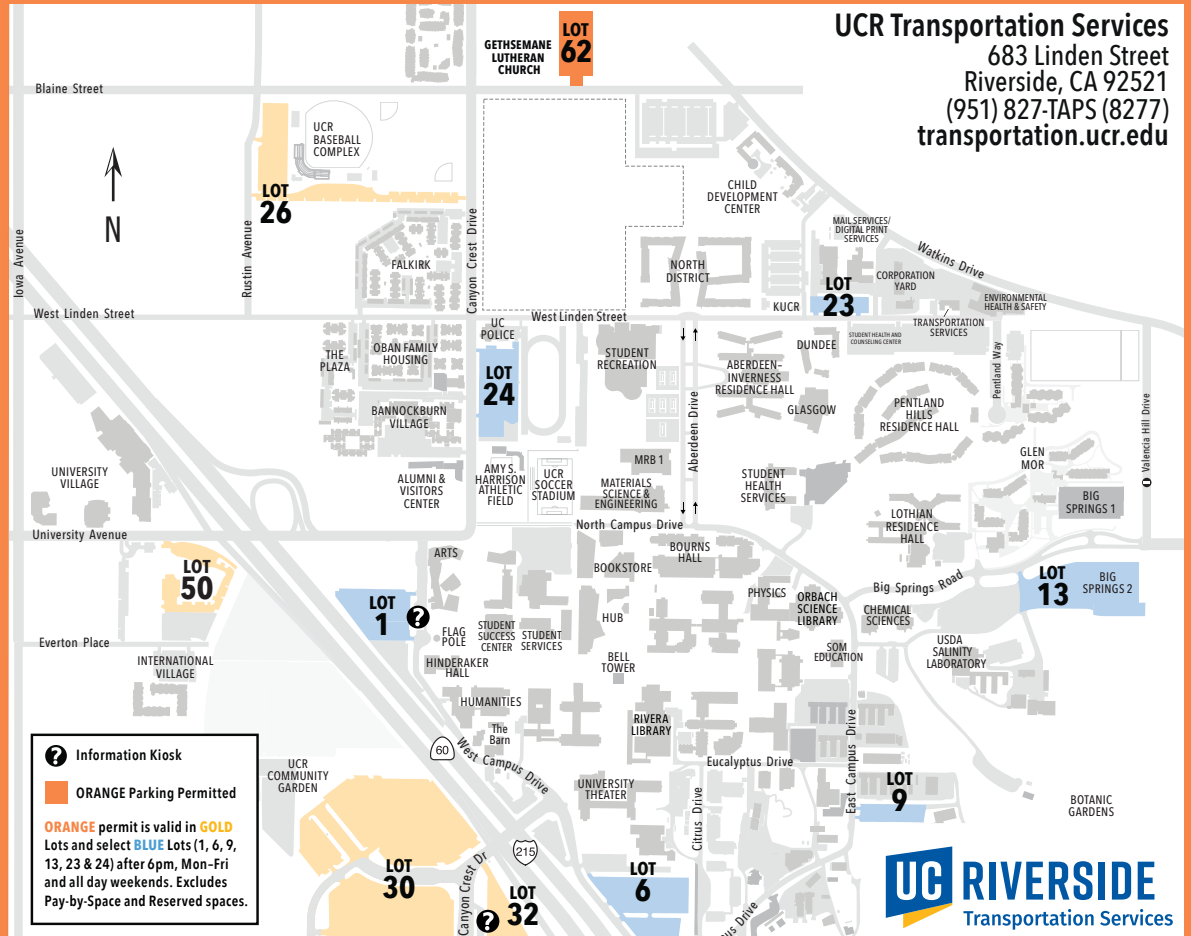 UCR Transportation Services
683 Linden Street
Riverside, CA 92521
(951) 827-TAPS (8277)
transportation.ucr.edu
LOT
62
GETHSEMANE
LUTHERAN
CHURCH
Blaine Street
UCR
BASEBALL
COMPLEX
LOT
26
N
CHILD
DEVELOPMENT
CENTER
MAIL SERVICES/
DIGITAL PRINT
SERVICES
Watkins Drive
Iowa Avenue
Rustin Avenue
Canyon Crest Drive
FALKIRK
NORTH
DISTRICT
CORPORATION
YARD
LOT
23
KUCR
ENVIRONMENTAL
HEALTH & SAFETY
TRANSPORTATION
SERVICES
West Linden Street
West Linden Street
UC
POLICE
THE
PLAZA
OBAN FAMILY
HOUSING
LOT
24
STUDENT
RECREATION
ABERDEEN–
INVERNESS
RESIDENCE HALL
DUNDEE
STUDENT HEALTH AND
COUNSELING CENTER
Pentland Way
BANNOCKBURN
VILLAGE
Aberdeen Drive
GLASGOW
PENTLAND
HILLS
RESIDENCE HALL
Valencia Hill Drive
UNIVERSITY
VILLAGE
ALUMNI &
VISITORS
CENTER
AMY S.
HARRISON
ATHLETIC
FIELD
UCR
SOCCER
STADIUM
MRB 1
MATERIALS
SCIENCE &
ENGINEERING
STUDENT
HEALTH
SERVICES
GLEN
MOR
BIG
SPRINGS 1
LOTHIAN
RESIDENCE
HALL
University Avenue
North Campus Drive
ARTS
BOOKSTORE
BOURNS
HALL
LOT
50
LOT
1
?
FLAG
POLE
STUDENT
SUCCESS
CENTER
STUDENT
SERVICES
HUB
PHYSICS
ORBACH
SCIENCE
LIBRARY
Big Springs Road
CHEMICAL
SCIENCES
LOT
13
BIG
SPRINGS 2
Everton Place
INTERNATIONAL
VILLAGE
HINDERAKER
HALL
BELL
TOWER
SOM
EDUCATION
USDA
SALINITY
LABORATORY
HUMANITIES
The
Barn
RIVERA
LIBRARY
60
West Campus Drive
Eucalyptus Drive
East Campus Drive
UCR
COMMUNITY
GARDEN
UNIVERSITY
THEATER
Citrus Drive
LOT
9
BOTANIC
GARDENS
LOT
30
Canyon Crest Dr
215
LOT
32
?
LOT
6
us Drive
? Information Kiosk
ORANGE Parking Permitted
ORANGE permit is valid in GOLD
Lots and select BLUE Lots (1, 6, 9,
13, 23 & 24) after 6pm, Mon–Fri
and all day weekends. Excludes
Pay-by-Space and Reserved spaces.
UC RIVERSIDE
Transportation Services